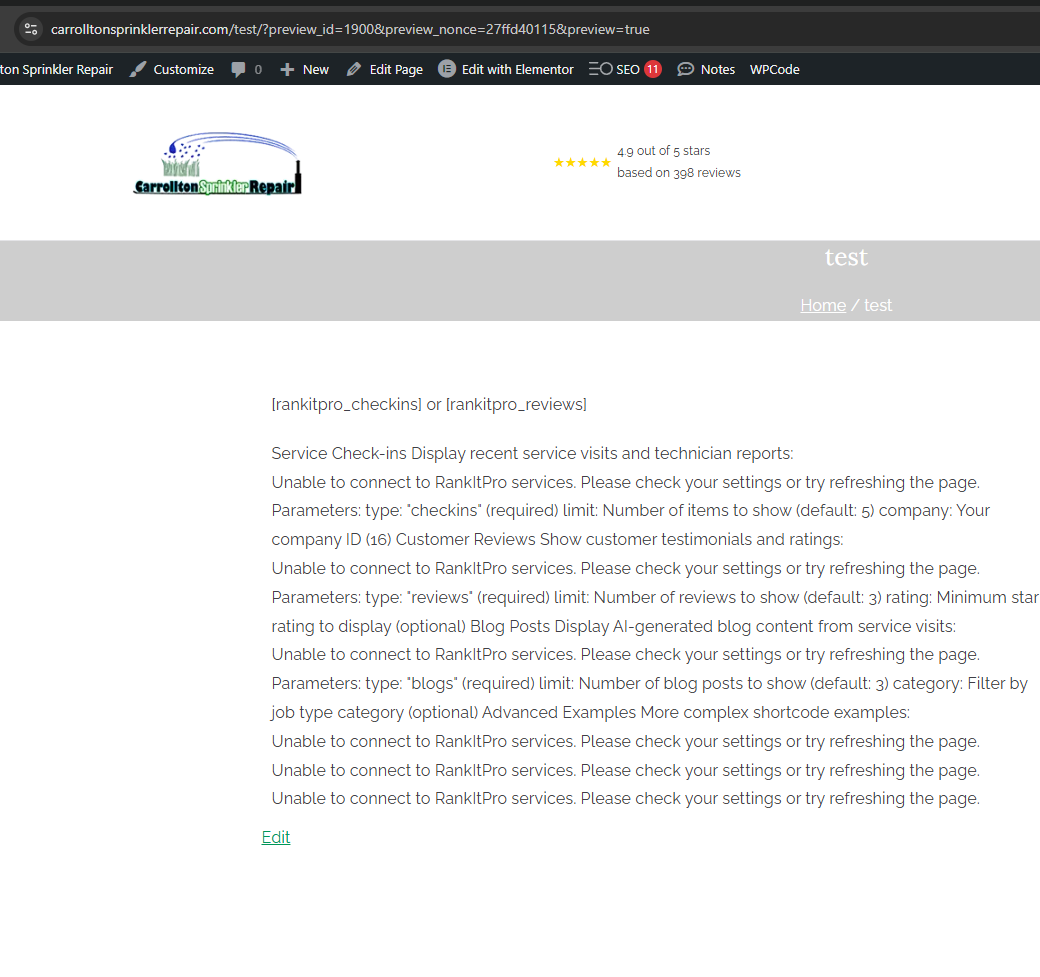 carrolltonsprinklerrepair.com/test/?preview_id=1900&preview_nonce=27ffd40115&preview=true
ton Sprinkler Repair Customize 0 New Edit Page Edit with Elementor SEO 11 Notes WPCode
Carrollton Sprinkler Repair
4.9 out of 5 stars
based on 398 reviews
test
Home / test
[rankitpro_checkins] or [rankitpro_reviews]
Service Check-ins Display recent service visits and technician reports:
Unable to connect to RankItPro services. Please check your settings or try refreshing the page.
Parameters: type: "checkins" (required) limit: Number of items to show (default: 5) company: Your
company ID (16) Customer Reviews Show customer testimonials and ratings:
Unable to connect to RankItPro services. Please check your settings or try refreshing the page.
Parameters: type: "reviews" (required) limit: Number of reviews to show (default: 3) rating: Minimum star
rating to display (optional) Blog Posts Display AI-generated blog content from service visits:
Unable to connect to RankItPro services. Please check your settings or try refreshing the page.
Parameters: type: "blogs" (required) limit: Number of blog posts to show (default: 3) category: Filter by
job type category (optional) Advanced Examples More complex shortcode examples:
Unable to connect to RankItPro services. Please check your settings or try refreshing the page.
Unable to connect to RankItPro services. Please check your settings or try refreshing the page.
Unable to connect to RankItPro services. Please check your settings or try refreshing the page.
Edit